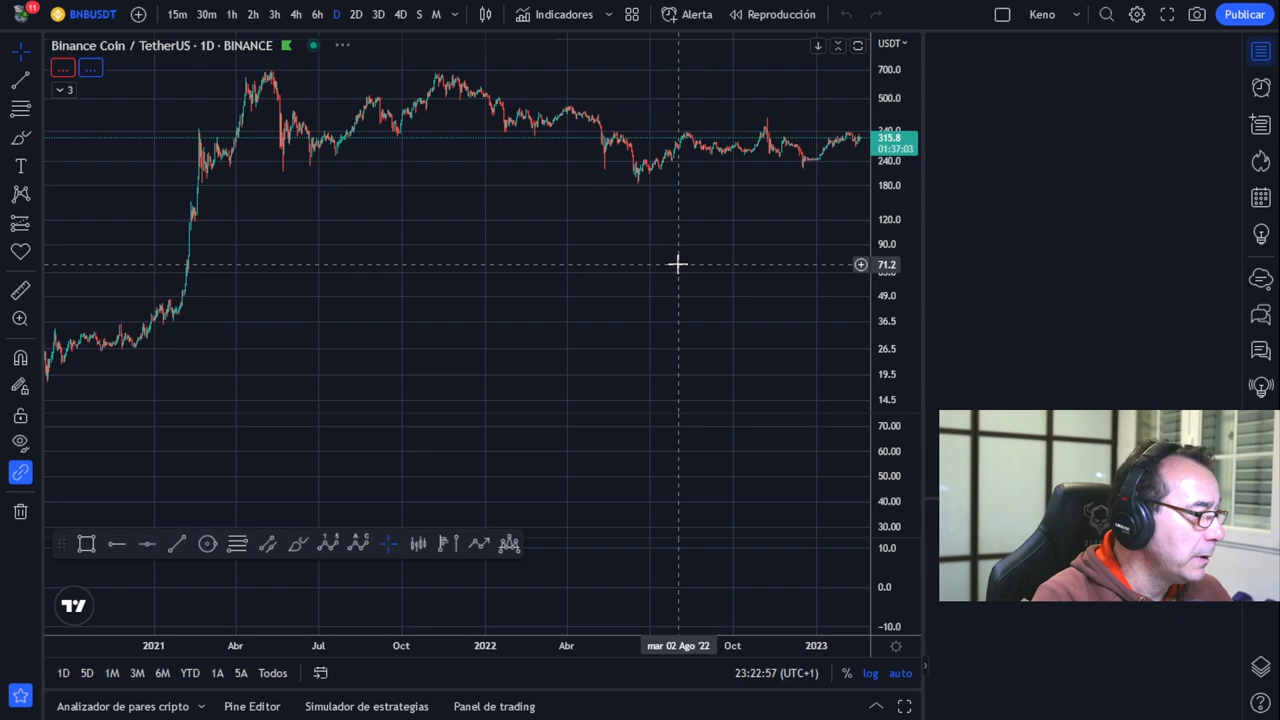 11
BNBUSDT
15m 30m 1h 2h 3h 4h 6h D 2D 3D 4D S M
Indicadores
Alerta
Reproducción
Keno
Publicar
Binance Coin / TetherUS · 1D · BINANCE
USDT
... ...
3
700.0
500.0
340.0
315.8
01:37:03
240.0
180.0
120.0
90.0
71.2
49.0
36.5
26.5
19.5
14.5
70.00
60.00
50.00
40.00
30.00
10.0
0.0
−10.0
2021 Abr Jul Oct 2022 Abr mar 02 Ago '22 Oct 2023
1D 5D 1M 3M 6M YTD 1A 5A Todos
23:22:57 (UTC+1) % log auto
Analizador de pares cripto Pine Editor Simulador de estrategias Panel de trading